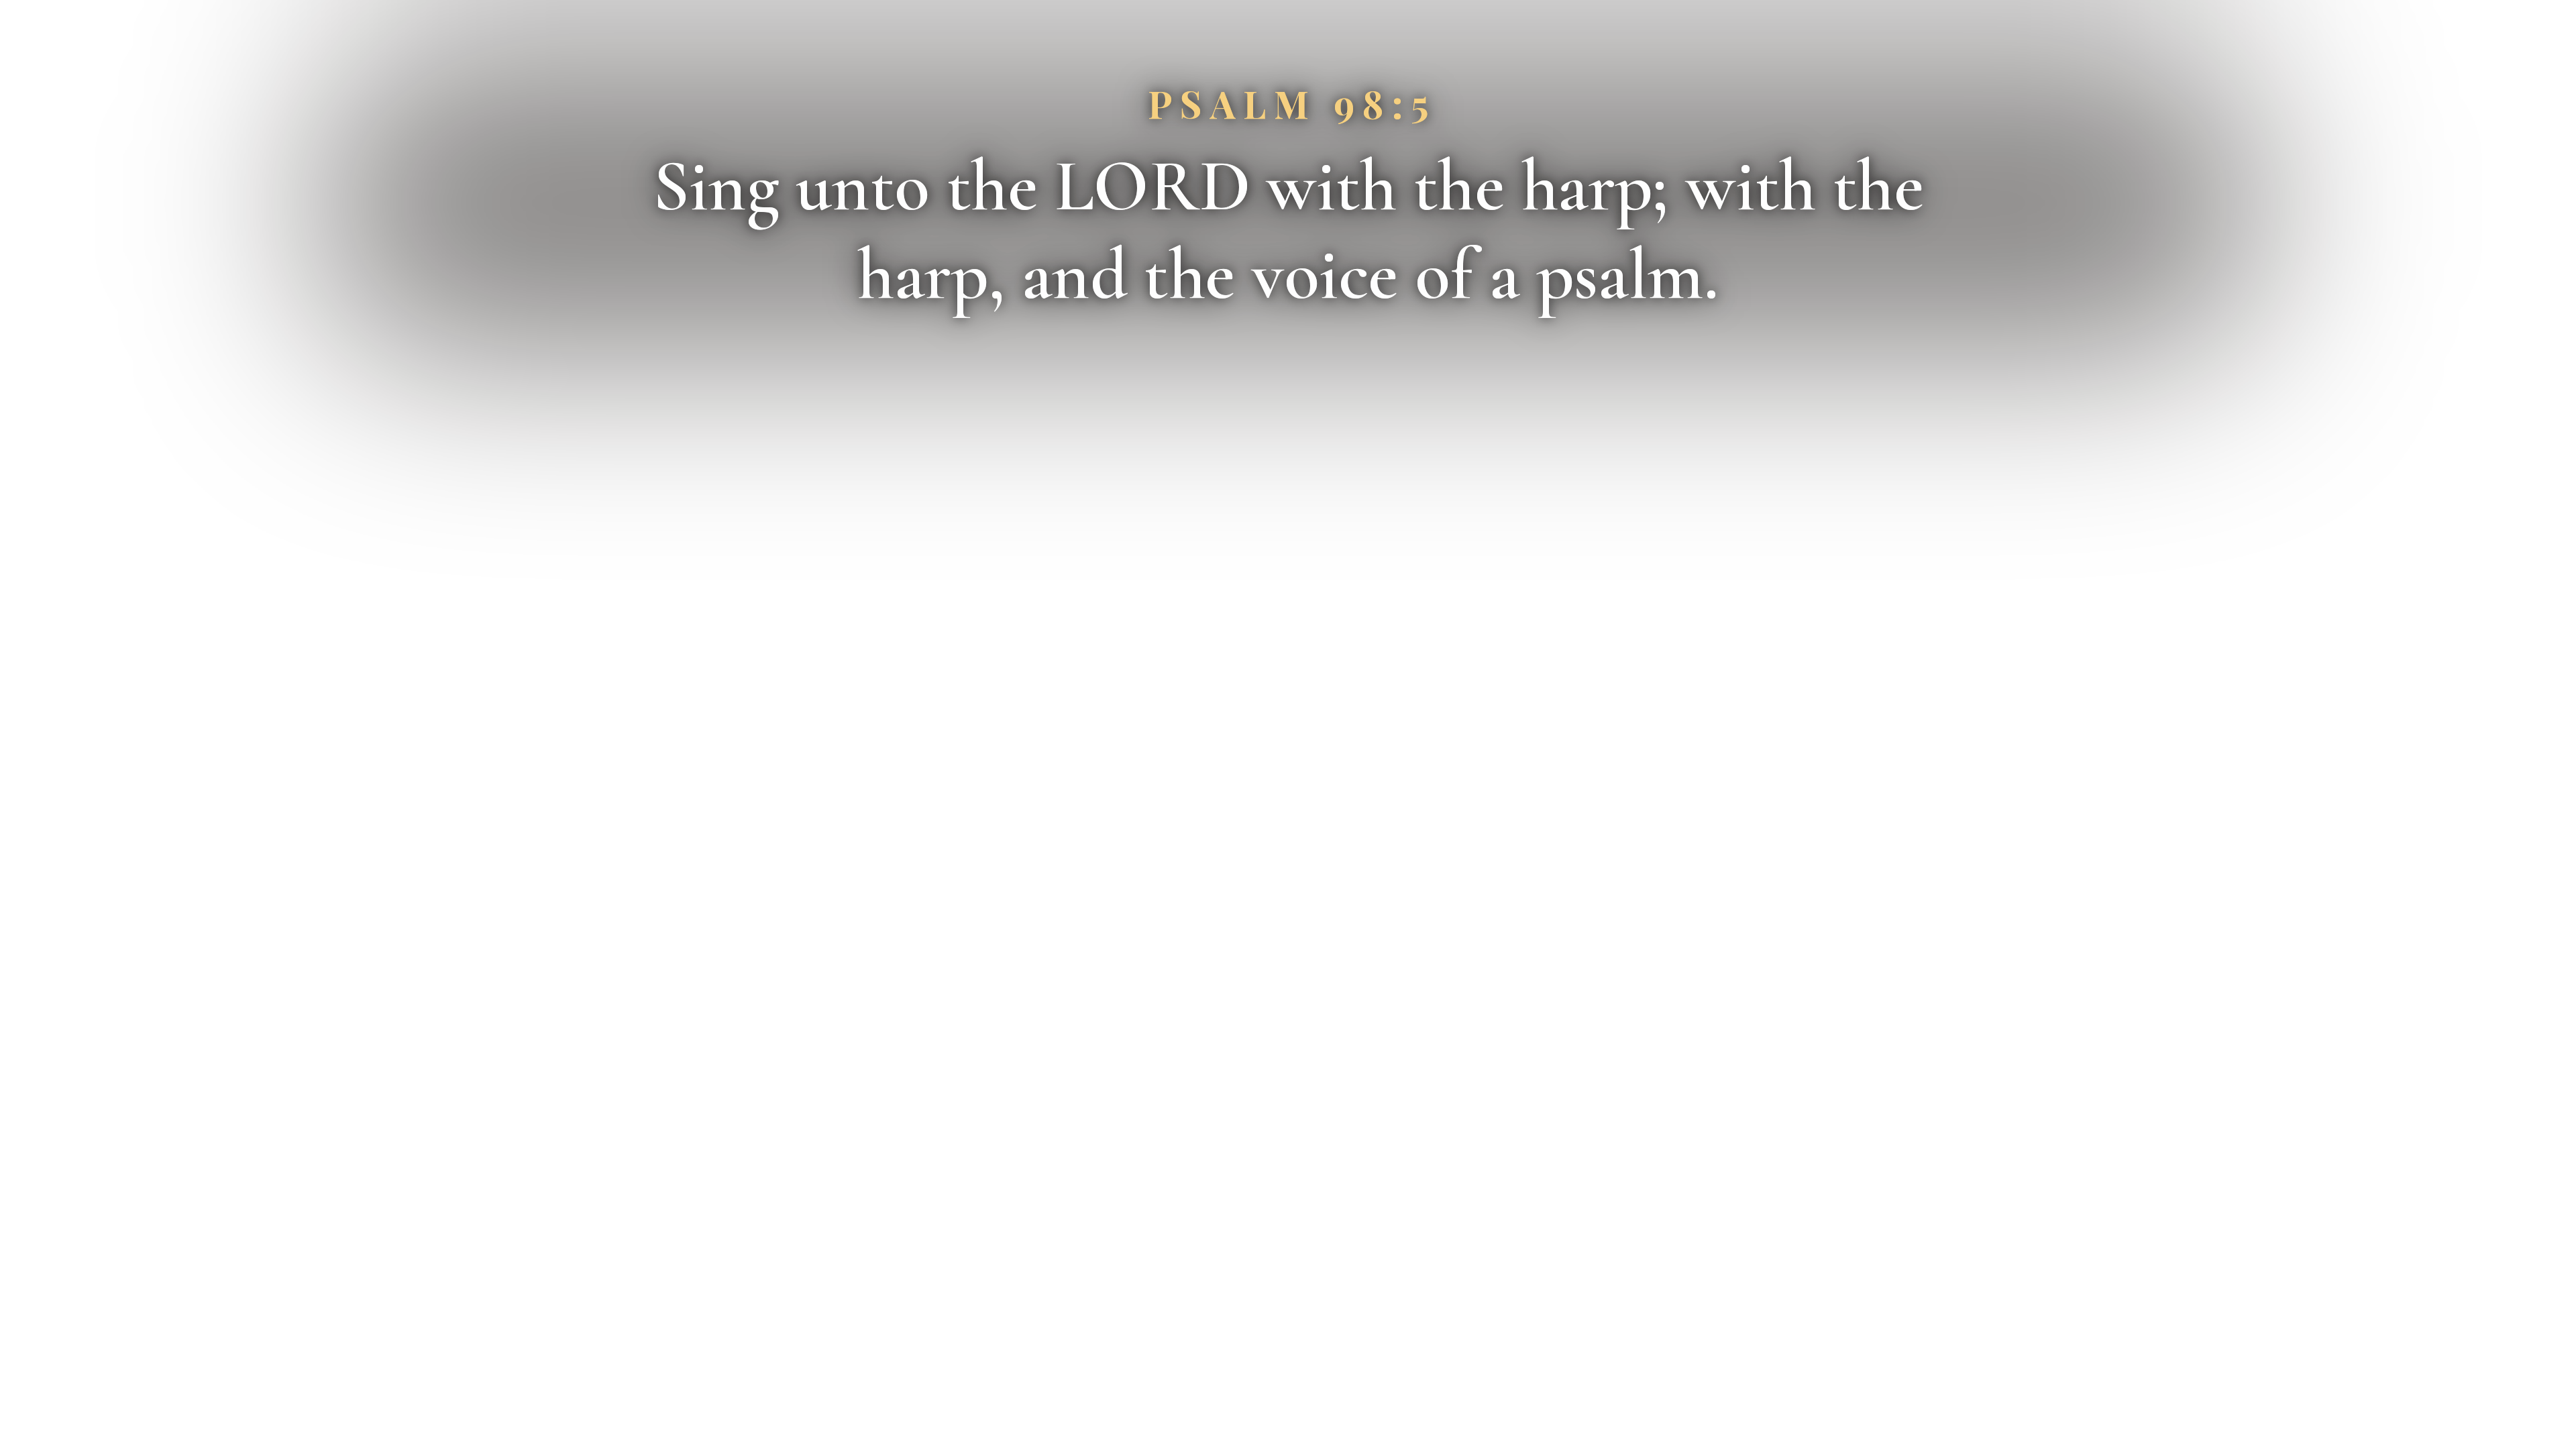 PSALM 98:5
Sing unto the LORD with the harp; with the
harp, and the voice of a psalm.